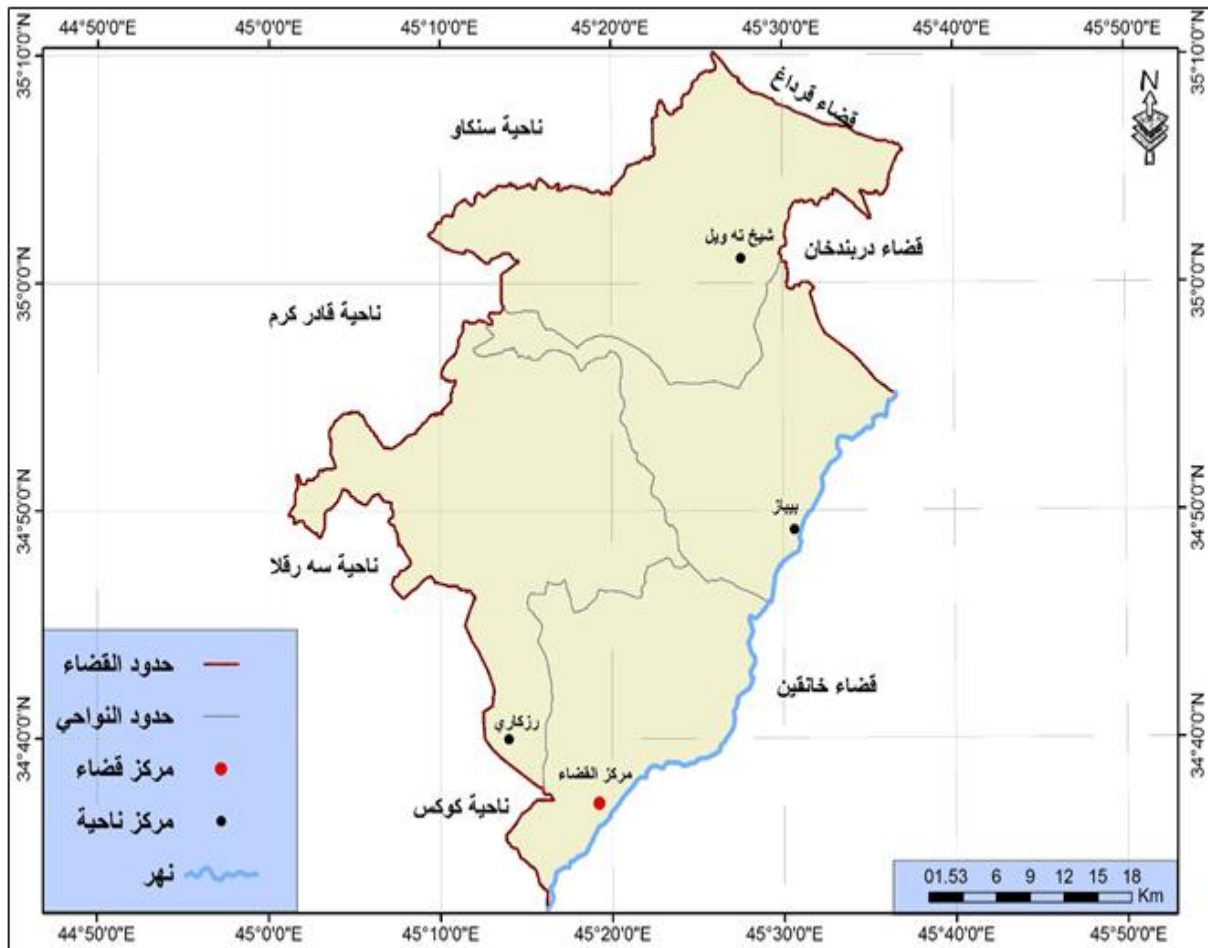 44°50'0"E 45°0'0"E 45°10'0"E 45°20'0"E 45°30'0"E 45°40'0"E 45°50'0"E
35°10'0"N
35°10'0"N
N
قضاء قرداغ
ناحية سنكاو
شيخ ته ويل
قضاء دربندخان
35°0'0"N
35°0'0"N
ناحية قادر كرم
34°50'0"N
34°50'0"N
بيباز
ناحية سه رقلا
قضاء خانقين
حدود القضاء
حدود النواحي
مركز قضاء
مركز ناحية
نهر
رزكاري
34°40'0"N
34°40'0"N
مركز القضاء
ناحية كوكس
01.53 6 9 12 15 18
Km
44°50'0"E 45°0'0"E 45°10'0"E 45°20'0"E 45°30'0"E 45°40'0"E 45°50'0"E